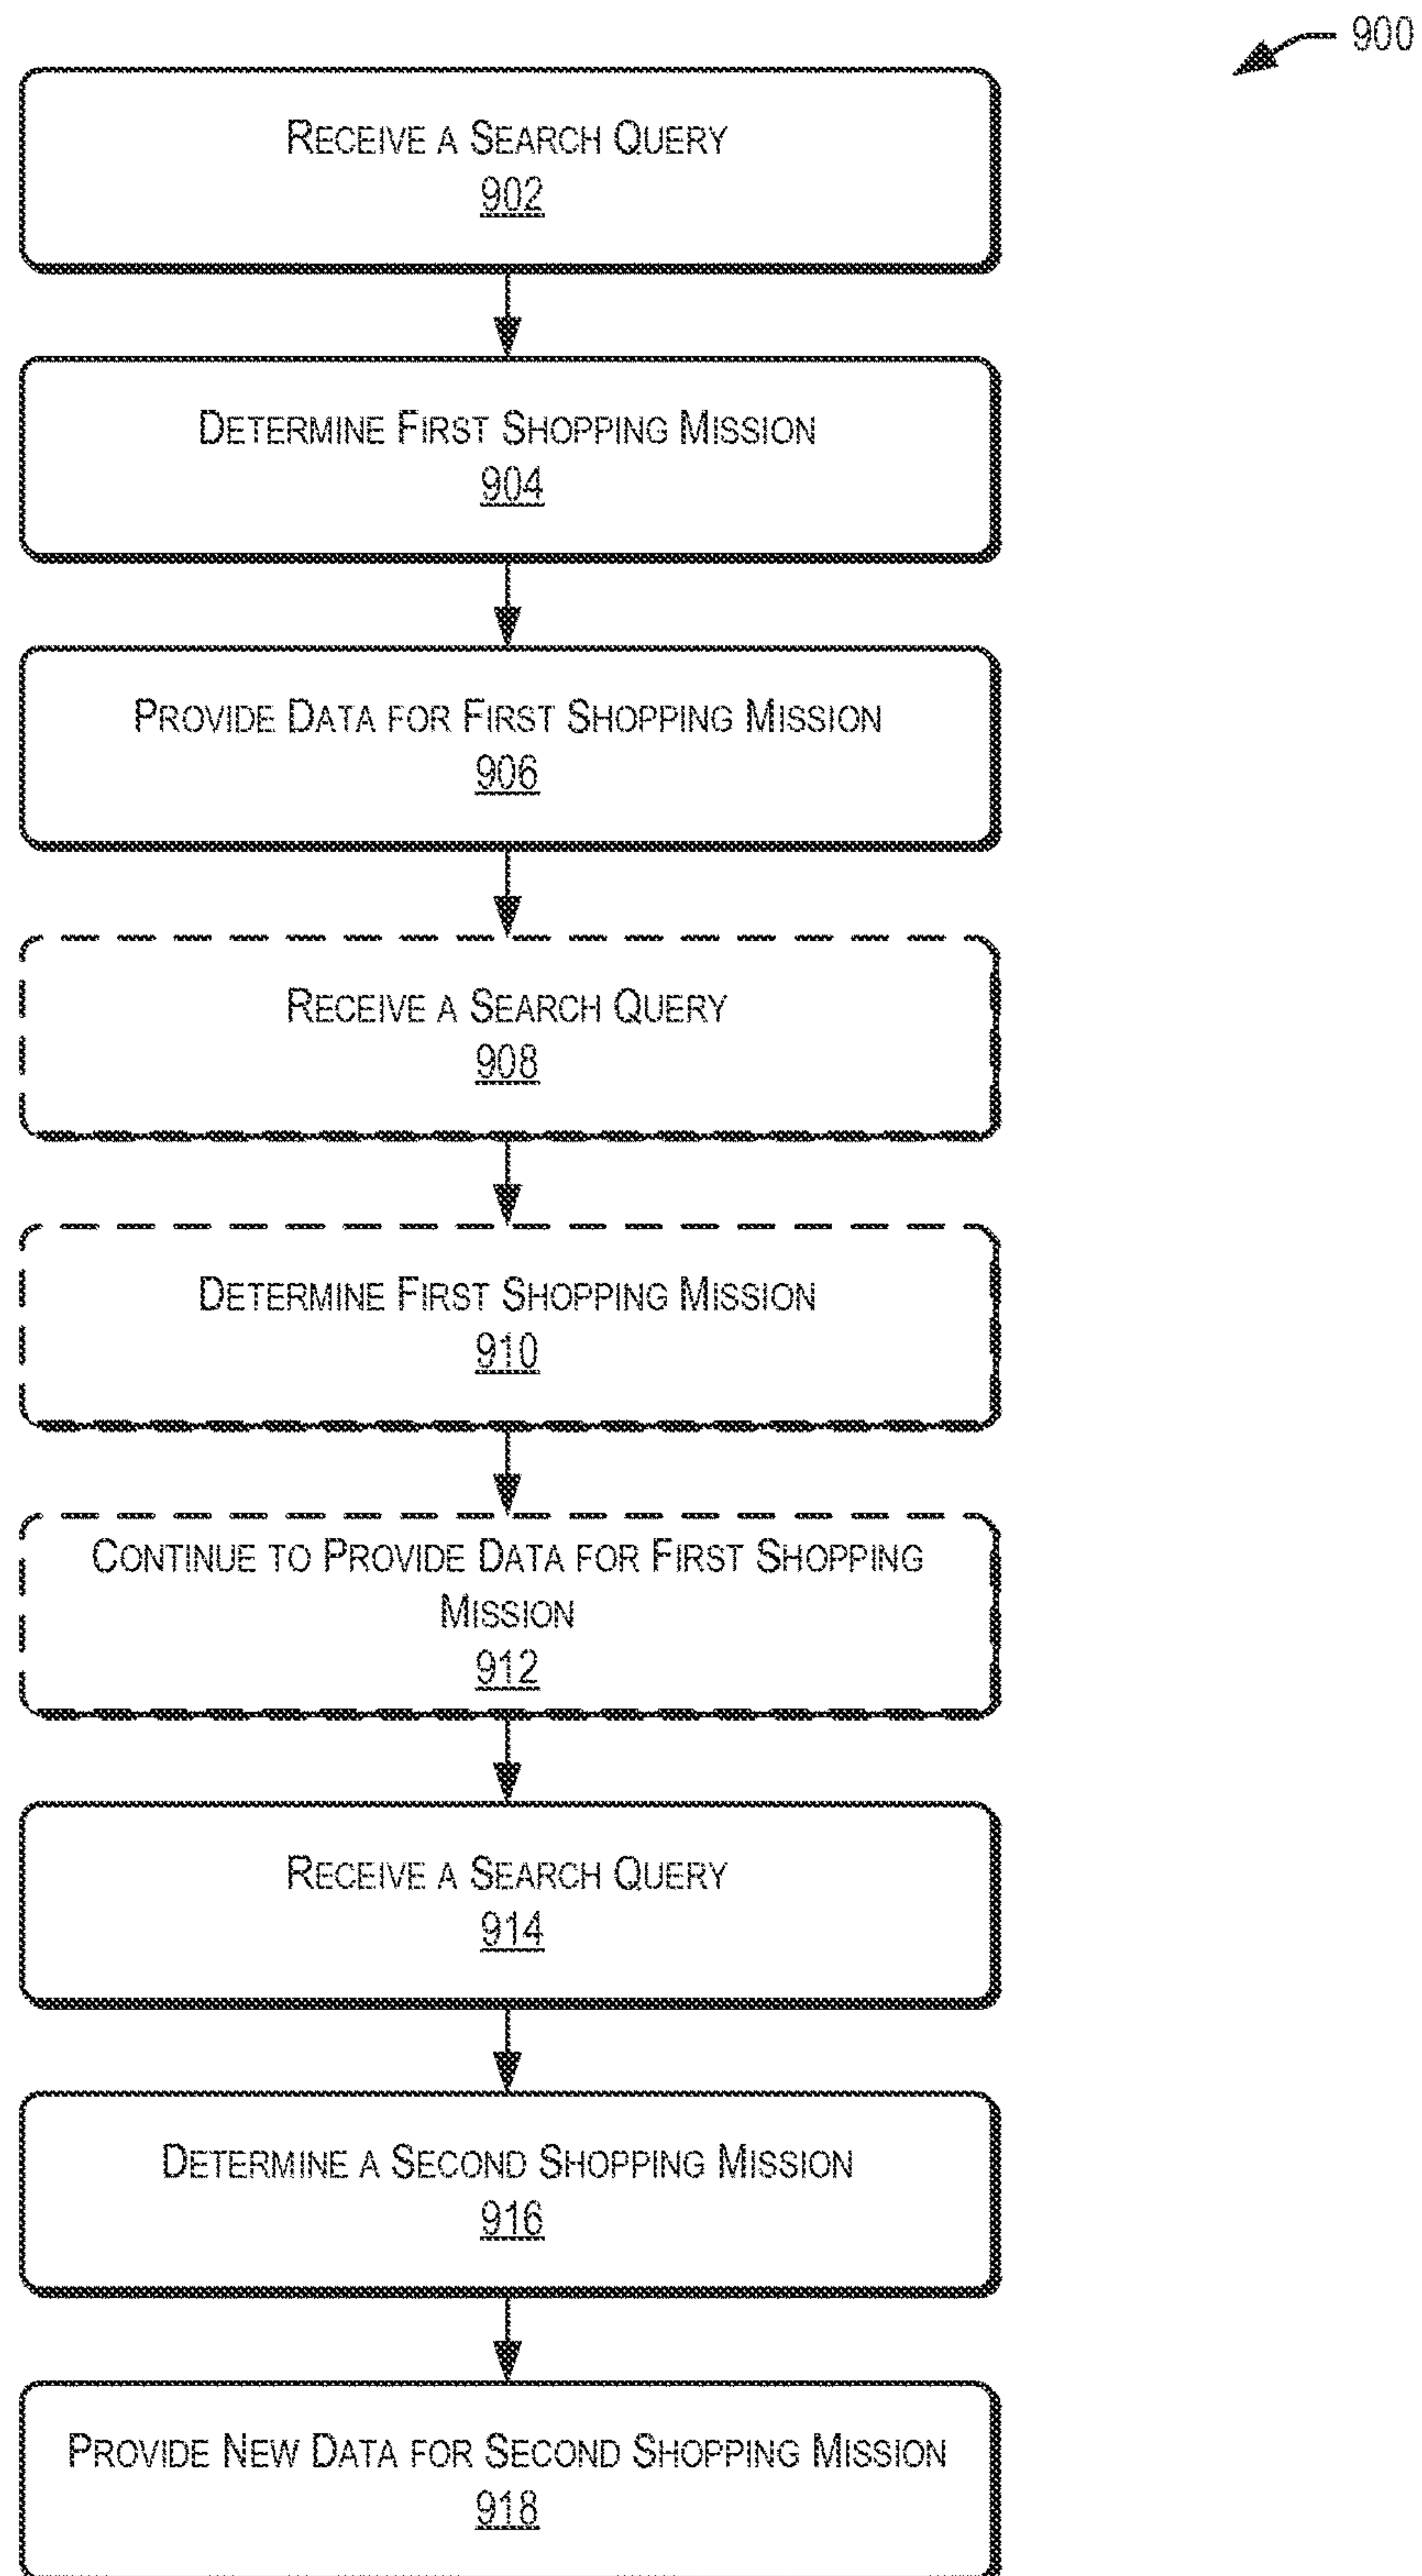 900
RECEIVE A SEARCH QUERY
902
DETERMINE FIRST SHOPPING MISSION
904
PROVIDE DATA FOR FIRST SHOPPING MISSION
906
RECEIVE A SEARCH QUERY
908
DETERMINE FIRST SHOPPING MISSION
910
CONTINUE TO PROVIDE DATA FOR FIRST SHOPPING
MISSION
912
RECEIVE A SEARCH QUERY
914
DETERMINE A SECOND SHOPPING MISSION
916
PROVIDE NEW DATA FOR SECOND SHOPPING MISSION
918